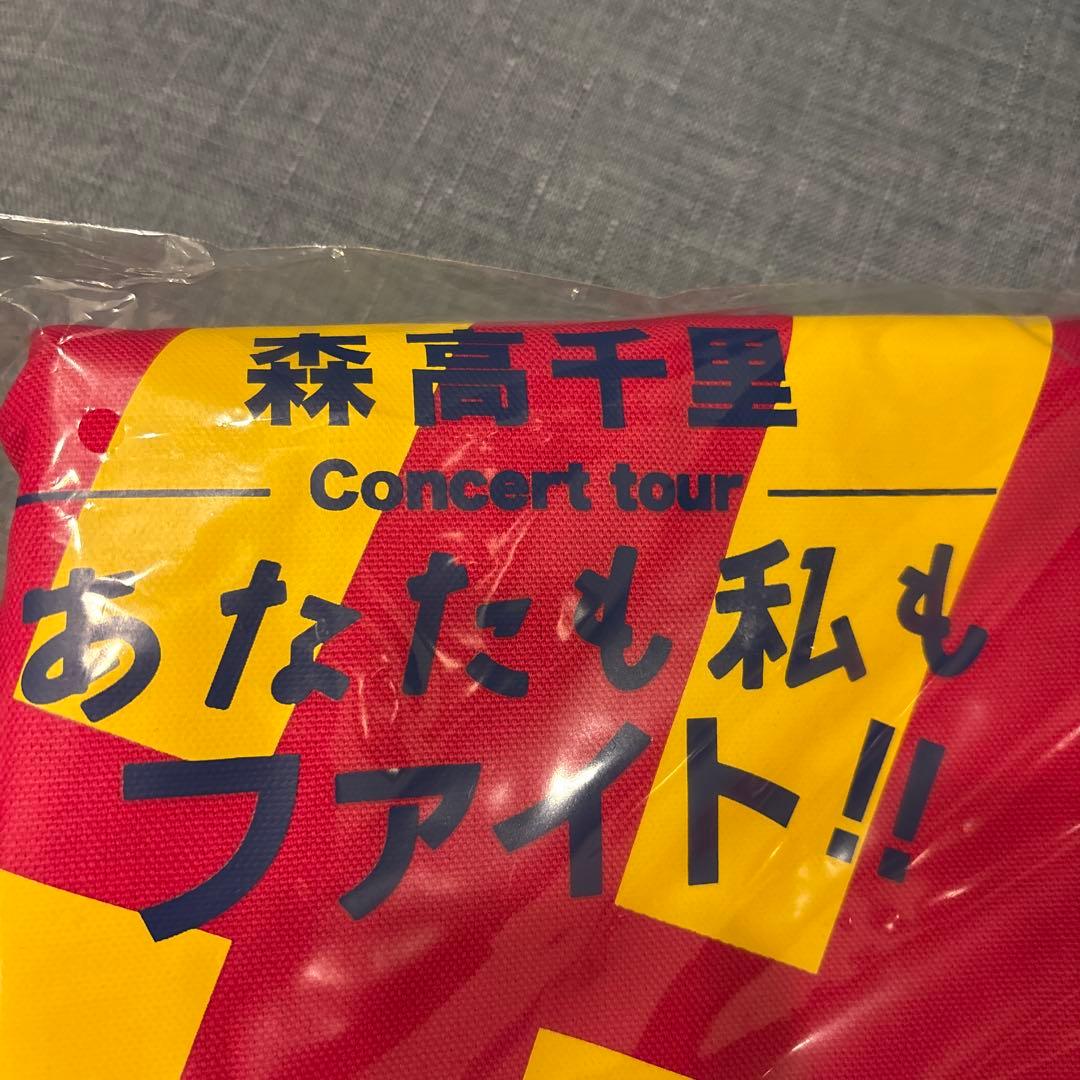 森高千里
Concert tour
あなたも私も
ファイト!!